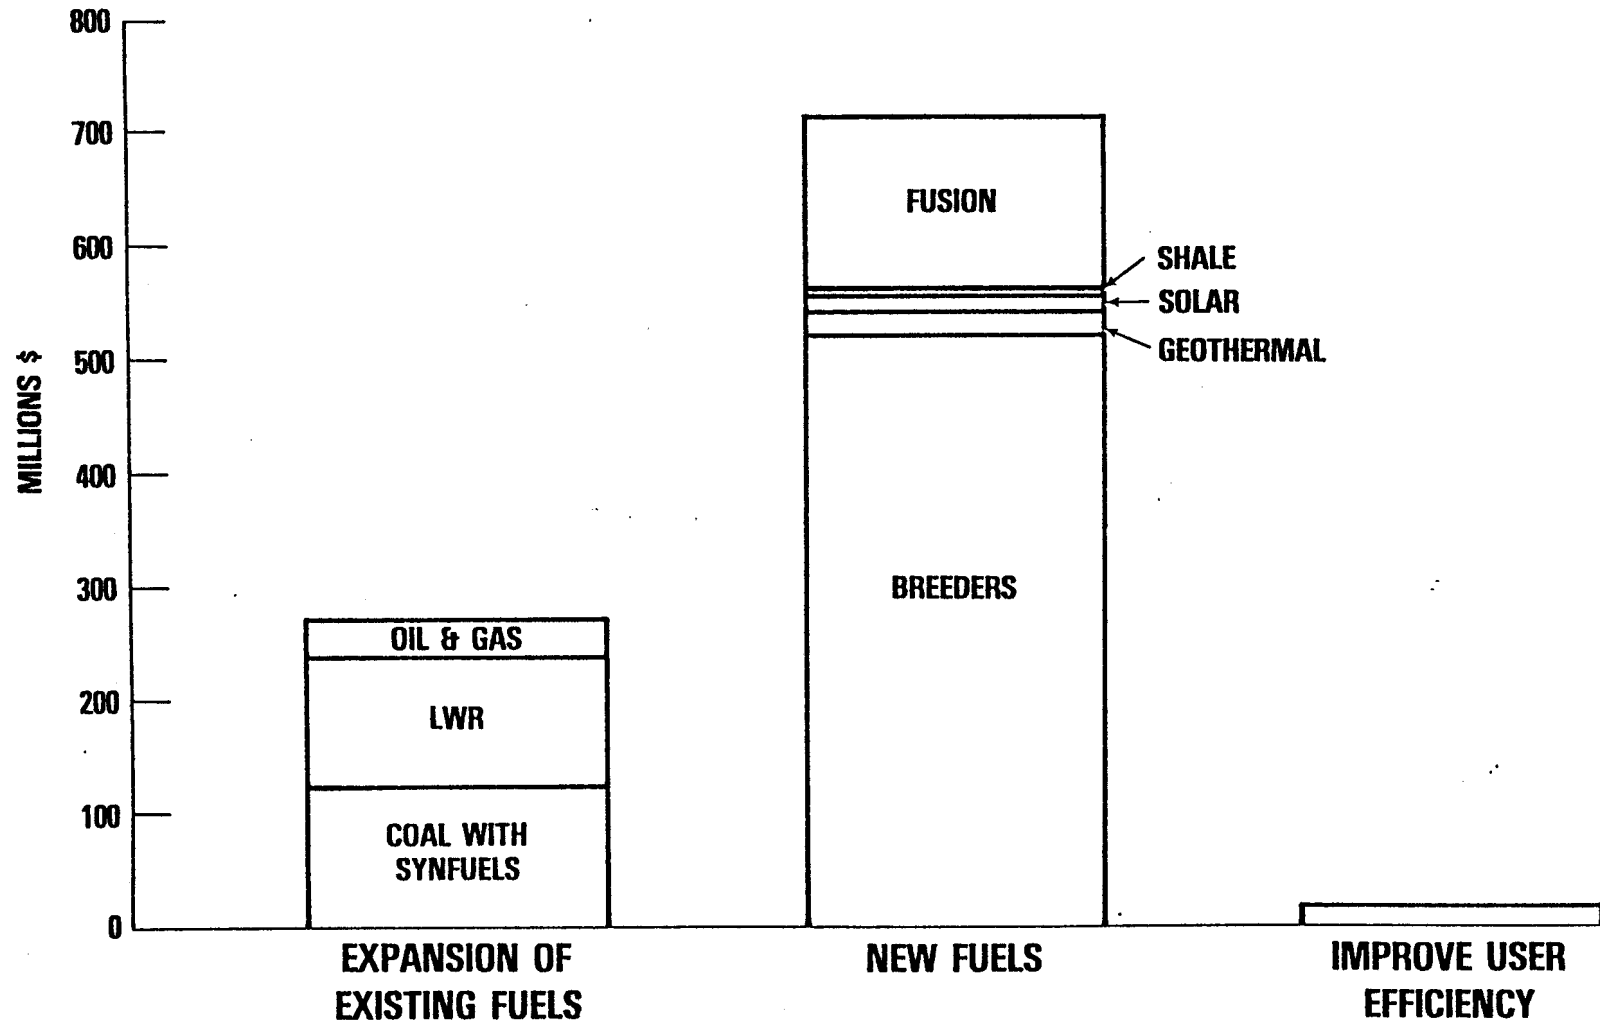 800
700
600
500
400
300
200
100
0
MILLIONS $
OIL & GAS
LWR
COAL WITH
SYNFUELS
FUSION
SHALE
SOLAR
GEOTHERMAL
BREEDERS
EXPANSION OF
EXISTING FUELS
NEW FUELS
IMPROVE USER
EFFICIENCY